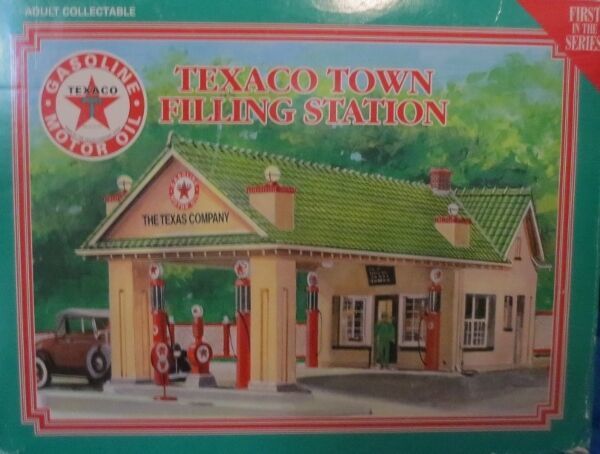 ADULT COLLECTABLE
FIRST
IN THE
SERIES
GASOLINE
TEXACO
MOTOR OIL
TEXACO TOWN
FILLING STATION
THE TEXAS COMPANY